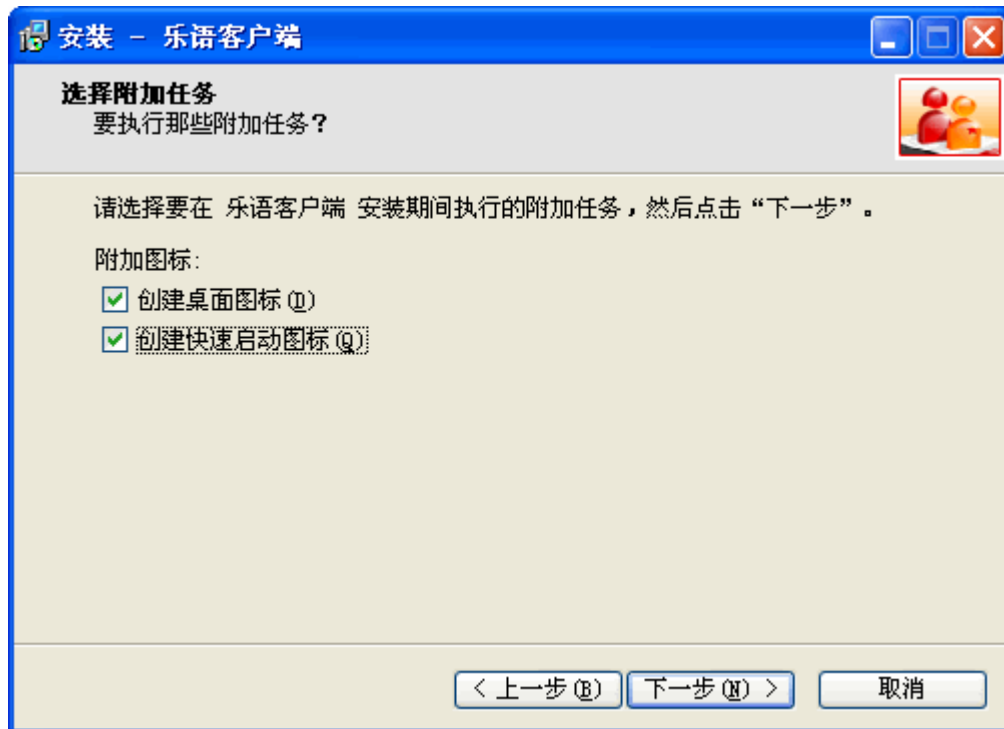 安装 - 乐语客户端
选择附加任务
要执行那些附加任务？
请选择要在 乐语客户端 安装期间执行的附加任务，然后点击“下一步”。
附加图标:
创建桌面图标(D)
创建快速启动图标(Q)
< 上一步(B) 下一步(N) > 取消